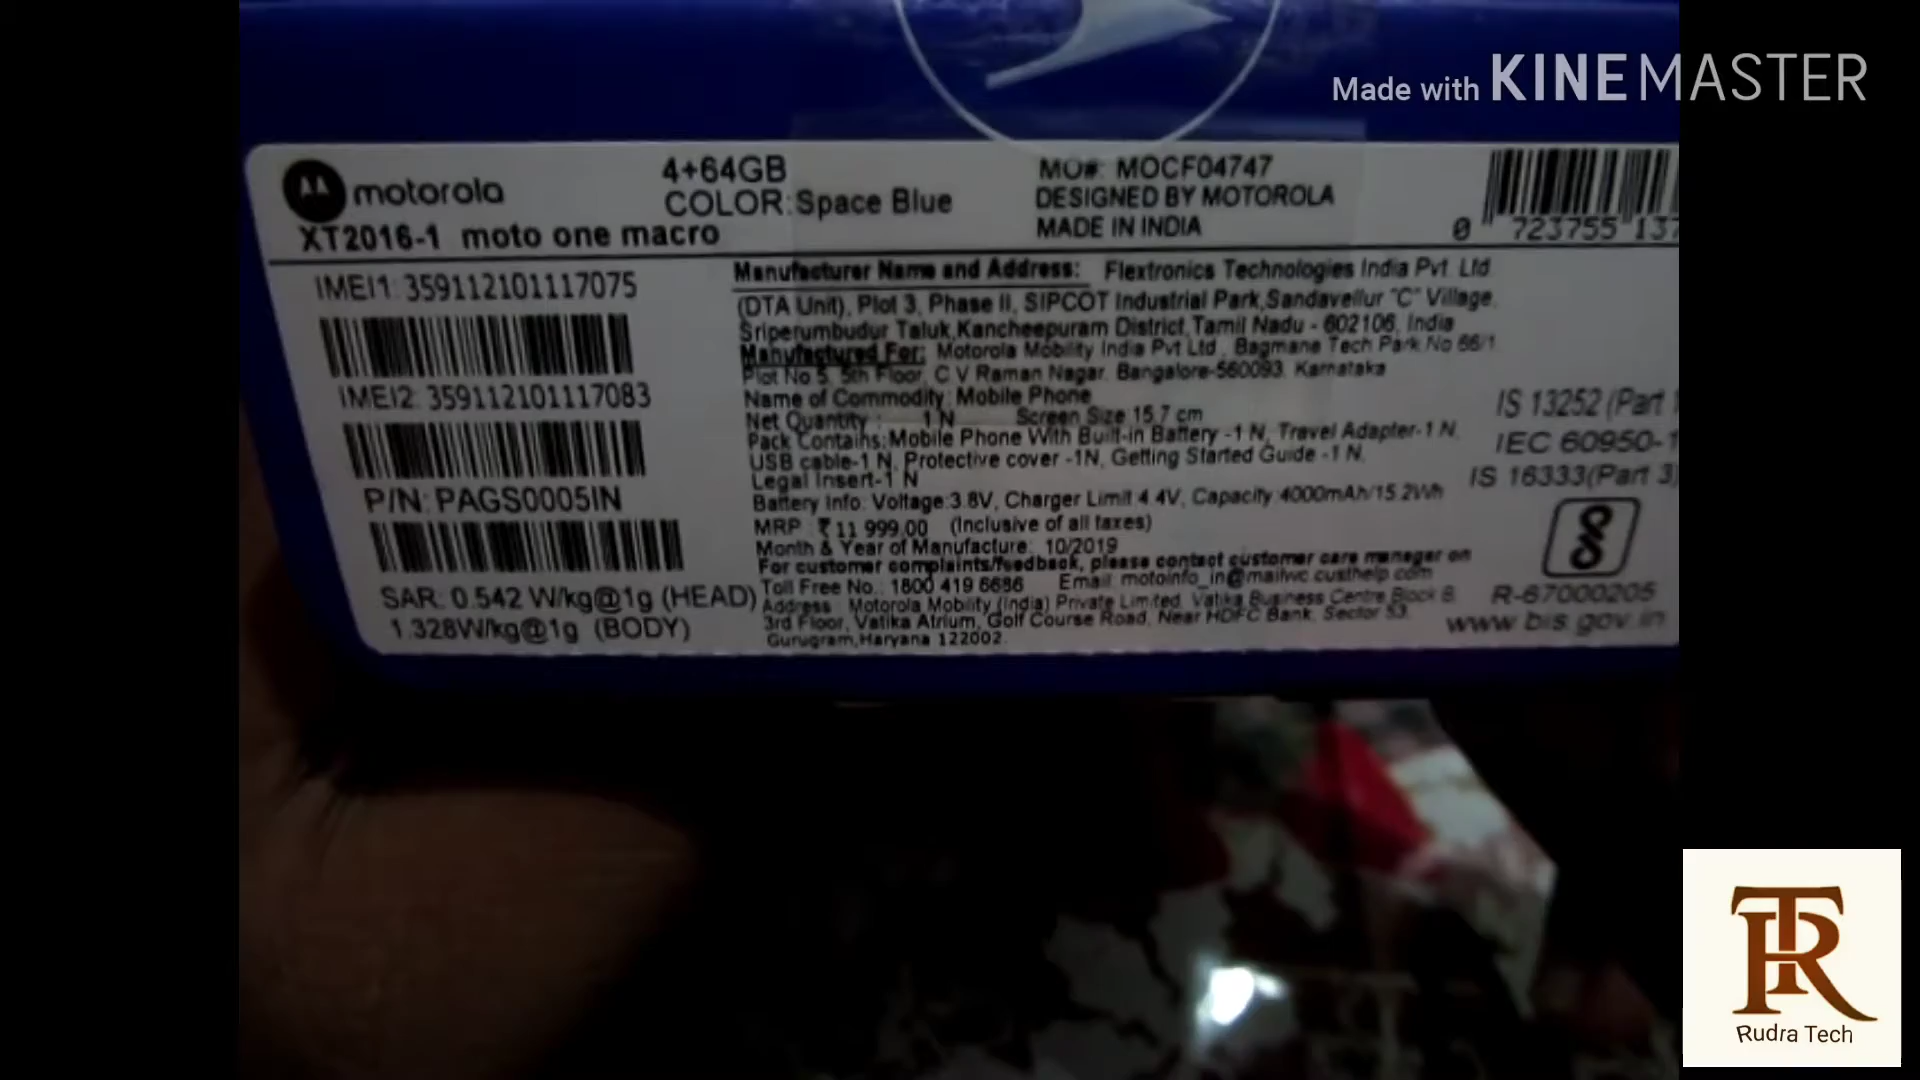 Made with KINEMASTER
motorola
4+64GB
COLOR: Space Blue
XT2016-1 moto one macro
MO#: MOCF04747
DESIGNED BY MOTOROLA
MADE IN INDIA
0 723755 137
IMEI1: 359112101117075
IMEI2: 359112101117083
P/N: PAGS0005IN
SAR: 0.542 W/kg@1g (HEAD)
1.328W/kg@1g (BODY)
Manufacturer Name and Address: Flextronics Technologies India Pvt. Ltd
(DTA Unit), Plot 3, Phase II, SIPCOT Industrial Park,Sandavellur "C" Village,
Sriperumbudur Taluk,Kancheepuram District,Tamil Nadu - 602106, India
Manufactured For: Motorola Mobility India Pvt Ltd , Bagmane Tech Park No 66/1
Plot No 5, 5th Floor, C V Raman Nagar, Bangalore-560093, Karnataka
Name of Commodity: Mobile Phone
Net Quantity : 1 N Screen Size:15.7 cm
Pack Contains:Mobile Phone With Built-in Battery -1 N, Travel Adapter-1 N,
USB cable-1 N, Protective cover -1N, Getting Started Guide -1 N,
Legal Insert-1 N
Battery Info: Voltage:3.8V, Charger Limit 4.4V, Capacity:4000mAh/15.2Wh
MRP : ₹ 11,999.00 (Inclusive of all taxes)
Month & Year of Manufacture: 10/2019
For customer complaints/feedback, please contact customer care manager on
Toll Free No.: 1800 419 6686 Email: motoinfo_in@mailwc.custhelp.com
Address : Motorola Mobility (India) Private Limited, Vatika Business Centre,Block B,
3rd Floor, Vatika Atrium, Golf Course Road, Near HDFC Bank, Sector 53,
Gurugram,Haryana 122002.
IS 13252 (Part 1
IEC 60950-1
IS 16333(Part 3)
R-67000205
www.bis.gov.in
TR
Rudra Tech